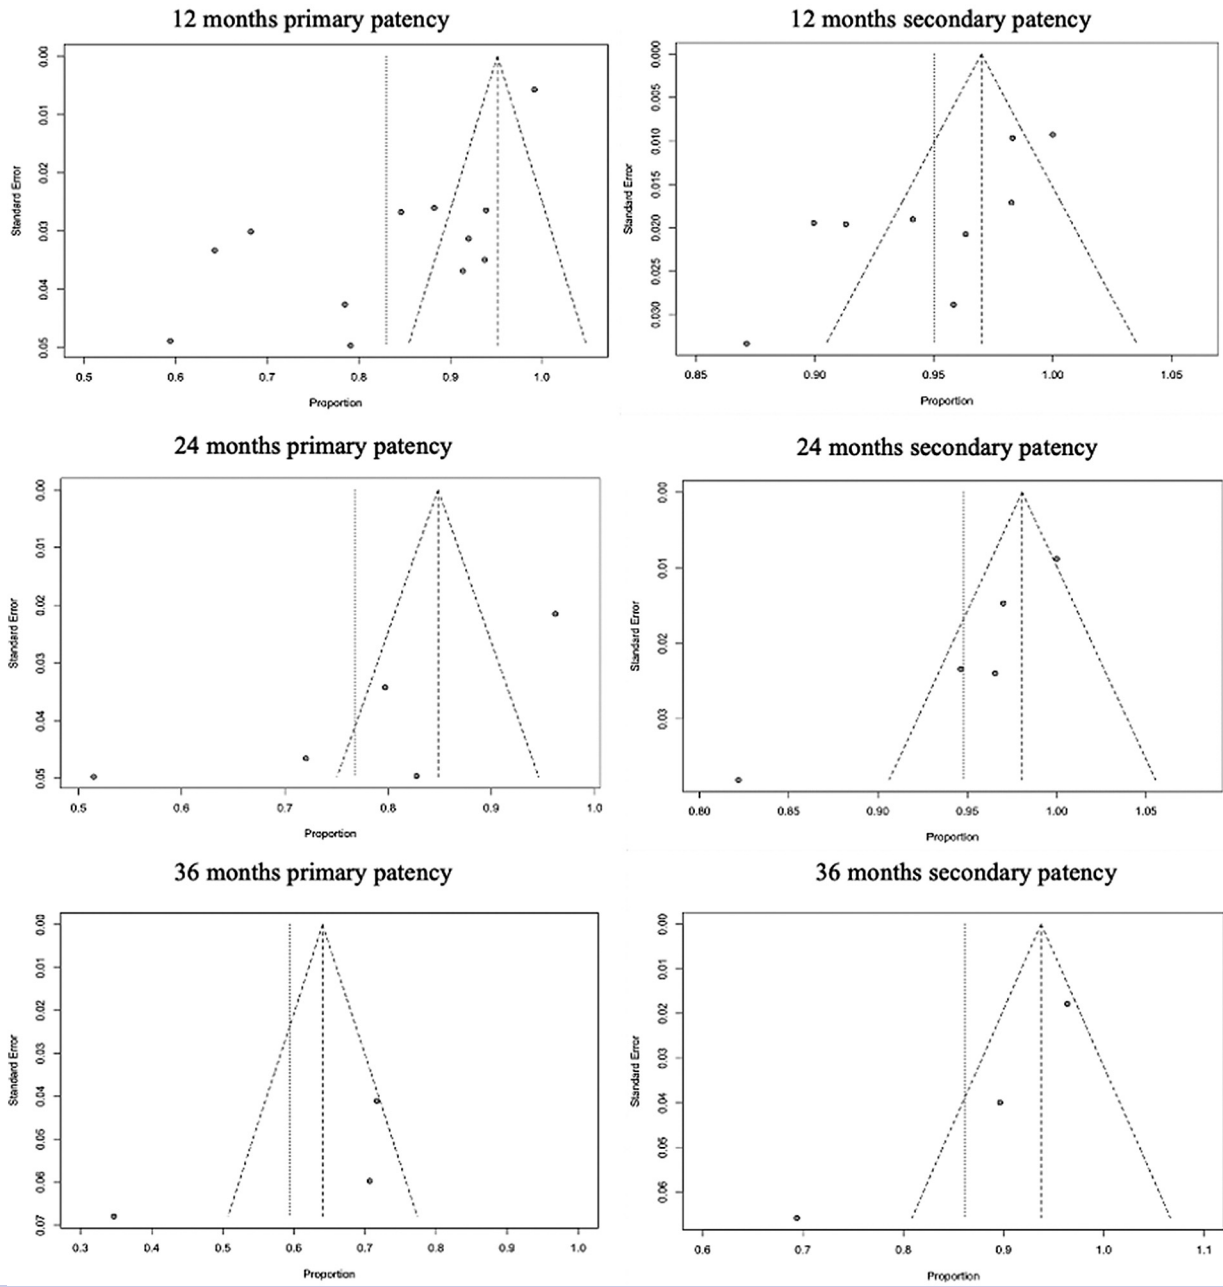 12 months primary patency
0.00
0.01
0.02
0.03
0.04
0.05
Standard Error
0.5 0.6 0.7 0.8 0.9 1.0
Proportion
12 months secondary patency
0.000
0.005
0.010
0.015
0.020
0.025
0.030
Standard Error
0.85 0.90 0.95 1.00 1.05
Proportion
24 months primary patency
0.00
0.01
0.02
0.03
0.04
0.05
Standard Error
0.5 0.6 0.7 0.8 0.9 1.0
Proportion
24 months secondary patency
0.00
0.01
0.02
0.03
Standard Error
0.80 0.85 0.90 0.95 1.00 1.05
Proportion
36 months primary patency
0.00
0.01
0.02
0.03
0.04
0.05
0.06
0.07
Standard Error
0.3 0.4 0.5 0.6 0.7 0.8 0.9 1.0
Proportion
36 months secondary patency
0.00
0.01
0.02
0.03
0.04
0.05
0.06
Standard Error
0.6 0.7 0.8 0.9 1.0 1.1
Proportion